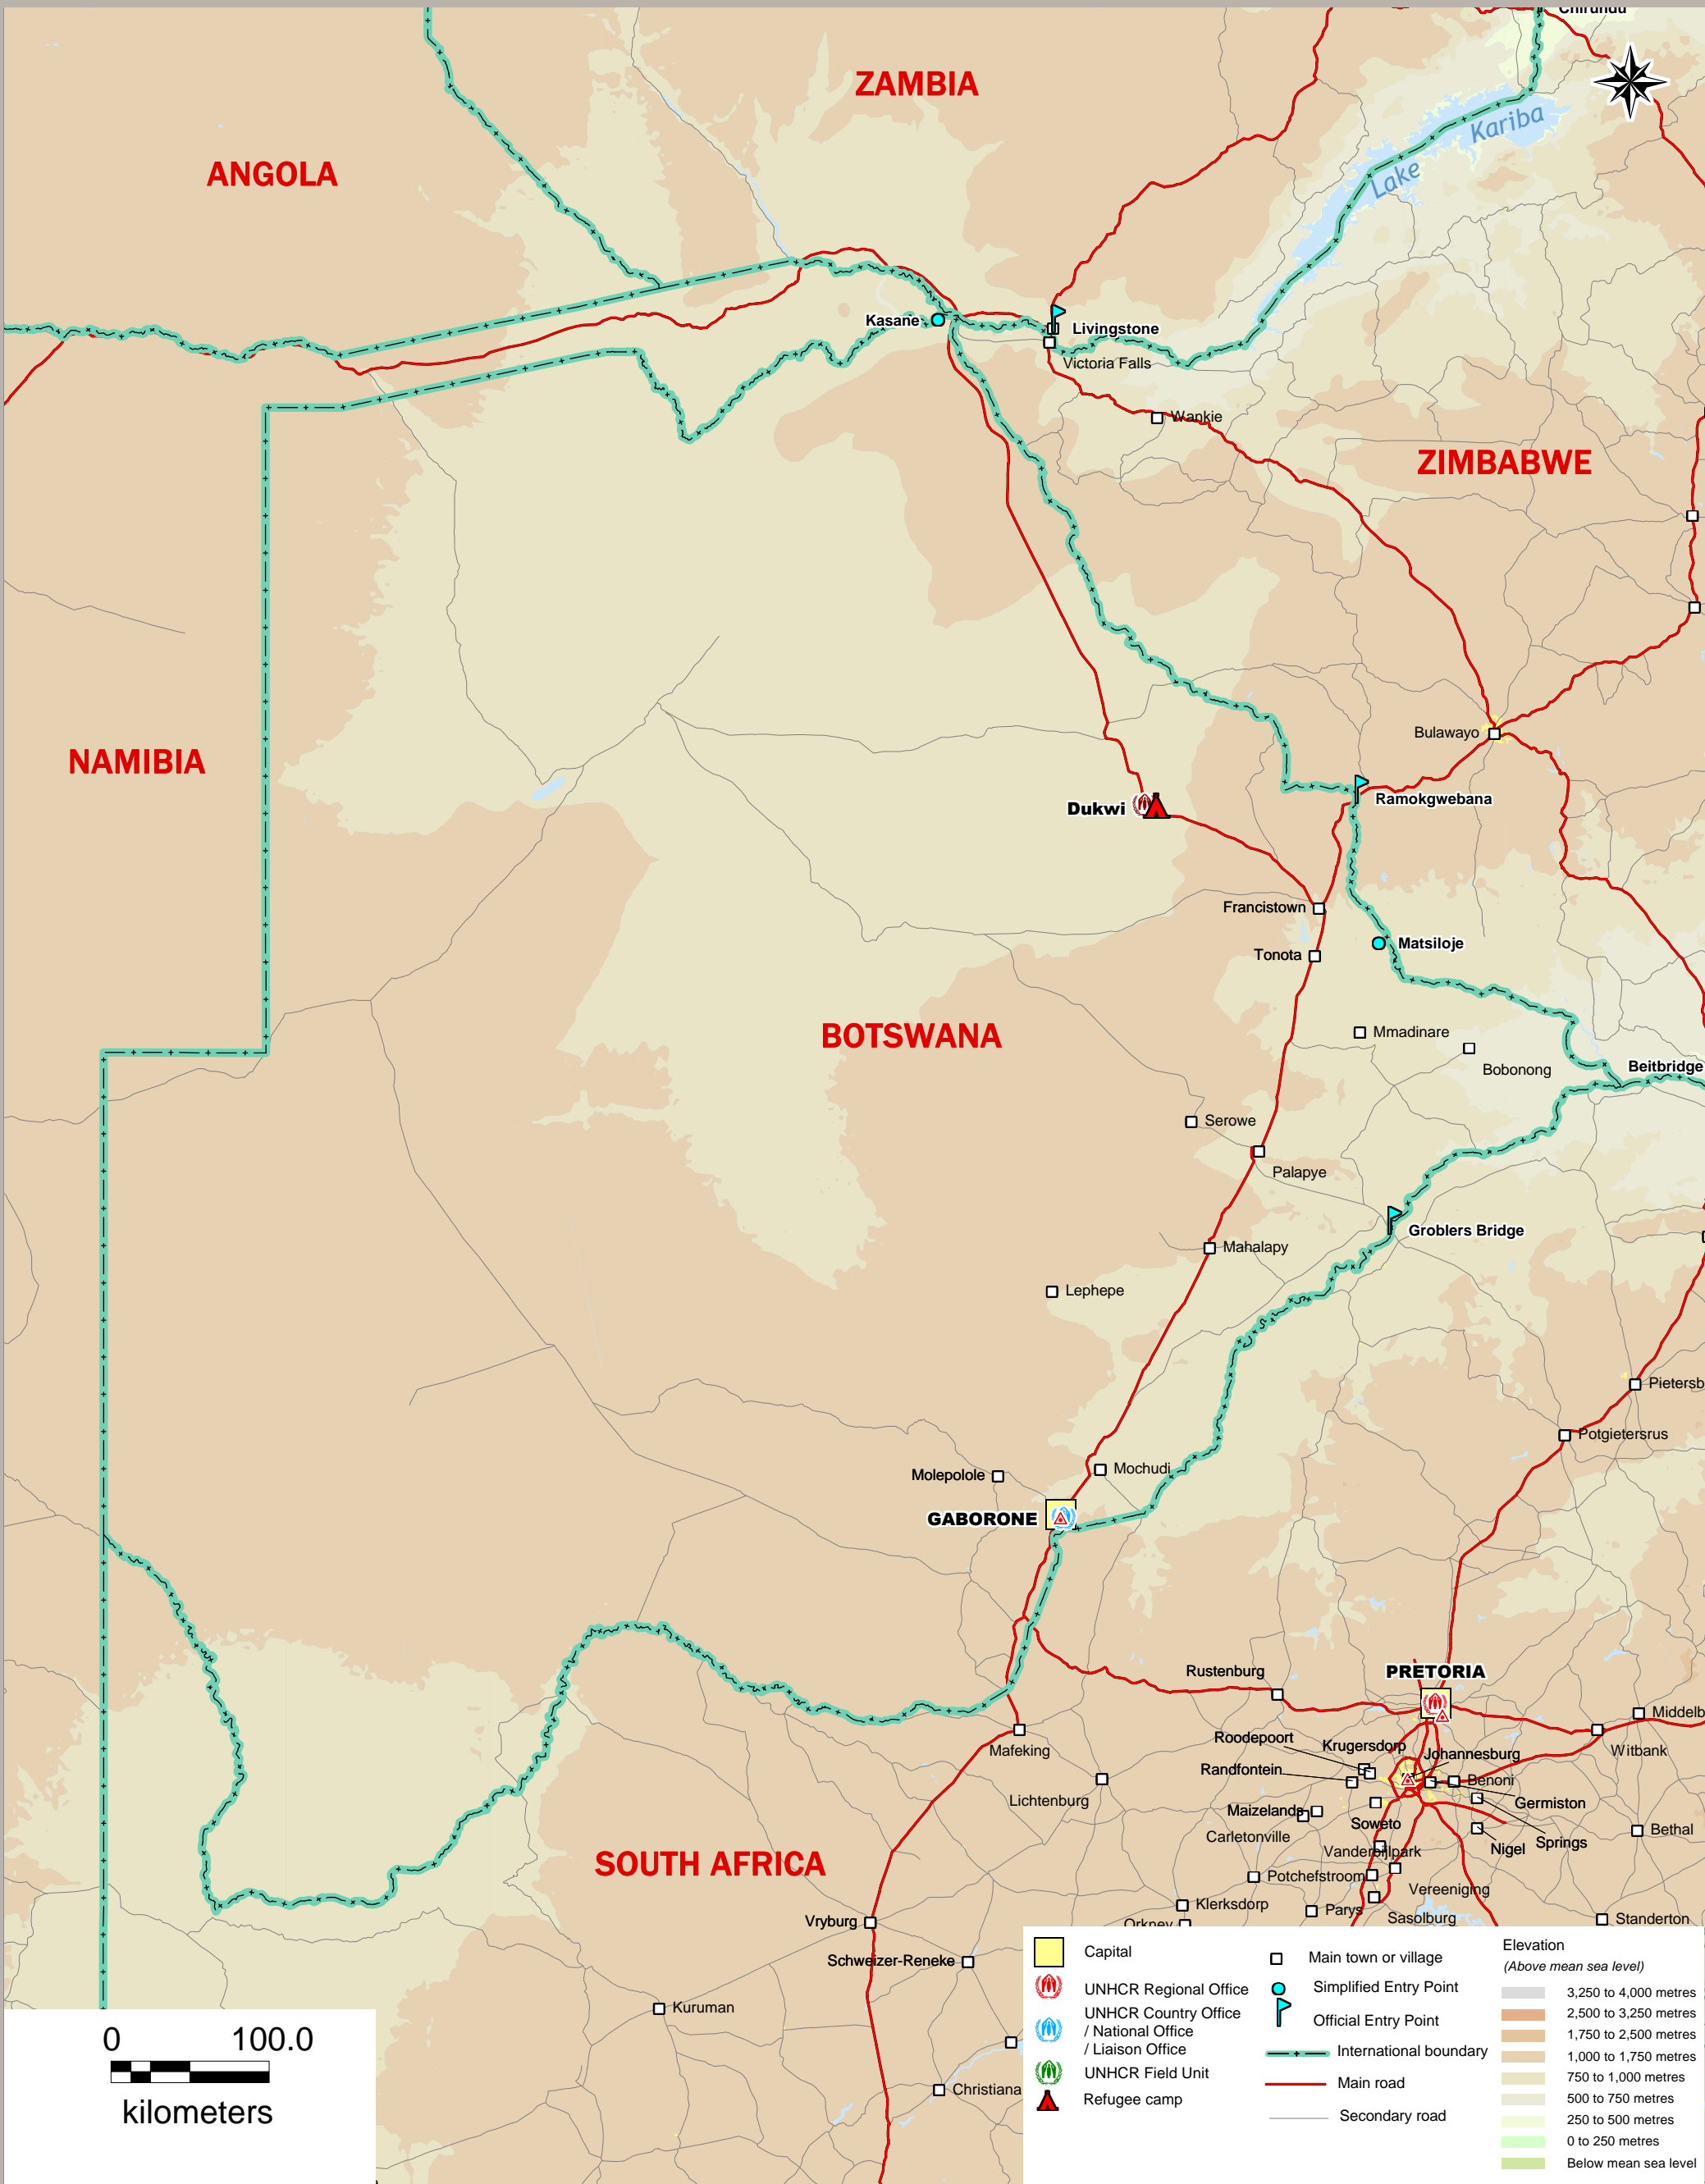 Chirundu
ZAMBIA
Lake Kariba
ANGOLA
Kasane
Livingstone
Victoria Falls
Wankie
ZIMBABWE
NAMIBIA
Bulawayo
Dukwi
Ramokgwebana
Francistown
Matsiloje
Tonota
BOTSWANA
Mmadinare
Bobonong
Beitbridge
Serowe
Palapye
Groblers Bridge
Mahalapy
Lephepe
Pietersb
Potgietersrus
Molepolole
Mochudi
GABORONE
Rustenburg
PRETORIA
Middelb
Mafeking
Roodepoort
Krugersdorp
Johannesburg
Witbank
Randfontein
Benoni
Lichtenburg
Germiston
Maizelands
Carletonville
Soweto
Springs
Bethal
SOUTH AFRICA
Vanderbijlpark
Nigel
Potchefstroom
Vereeniging
Klerksdorp
Parys
Sasolburg
Standerton
Vryburg
Orkney
Schweizer-Reneke
Kuruman
Christiana
0 100.0
kilometers
Capital
UNHCR Regional Office
UNHCR Country Office
/ National Office
/ Liaison Office
UNHCR Field Unit
Refugee camp
Main town or village
Simplified Entry Point
Official Entry Point
International boundary
Main road
Secondary road
Elevation
(Above mean sea level)
3,250 to 4,000 metres
2,500 to 3,250 metres
1,750 to 2,500 metres
1,000 to 1,750 metres
750 to 1,000 metres
500 to 750 metres
250 to 500 metres
0 to 250 metres
Below mean sea level